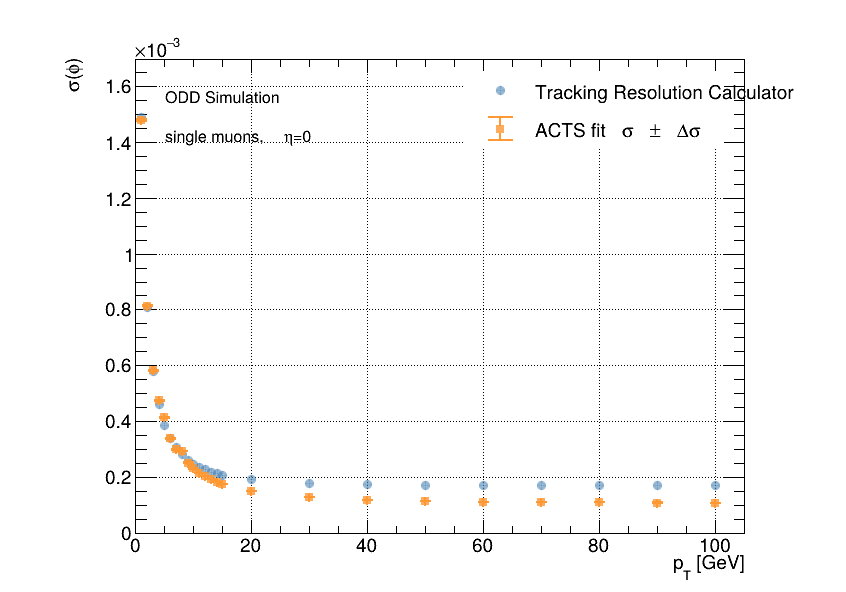 ×10⁻³
σ(φ)
1.6
1.4
1.2
1
0.8
0.6
0.4
0.2
0
ODD Simulation
single muons, η=0
Tracking Resolution Calculator
ACTS fit σ ± Δσ
0 20 40 60 80 100
p_T [GeV]